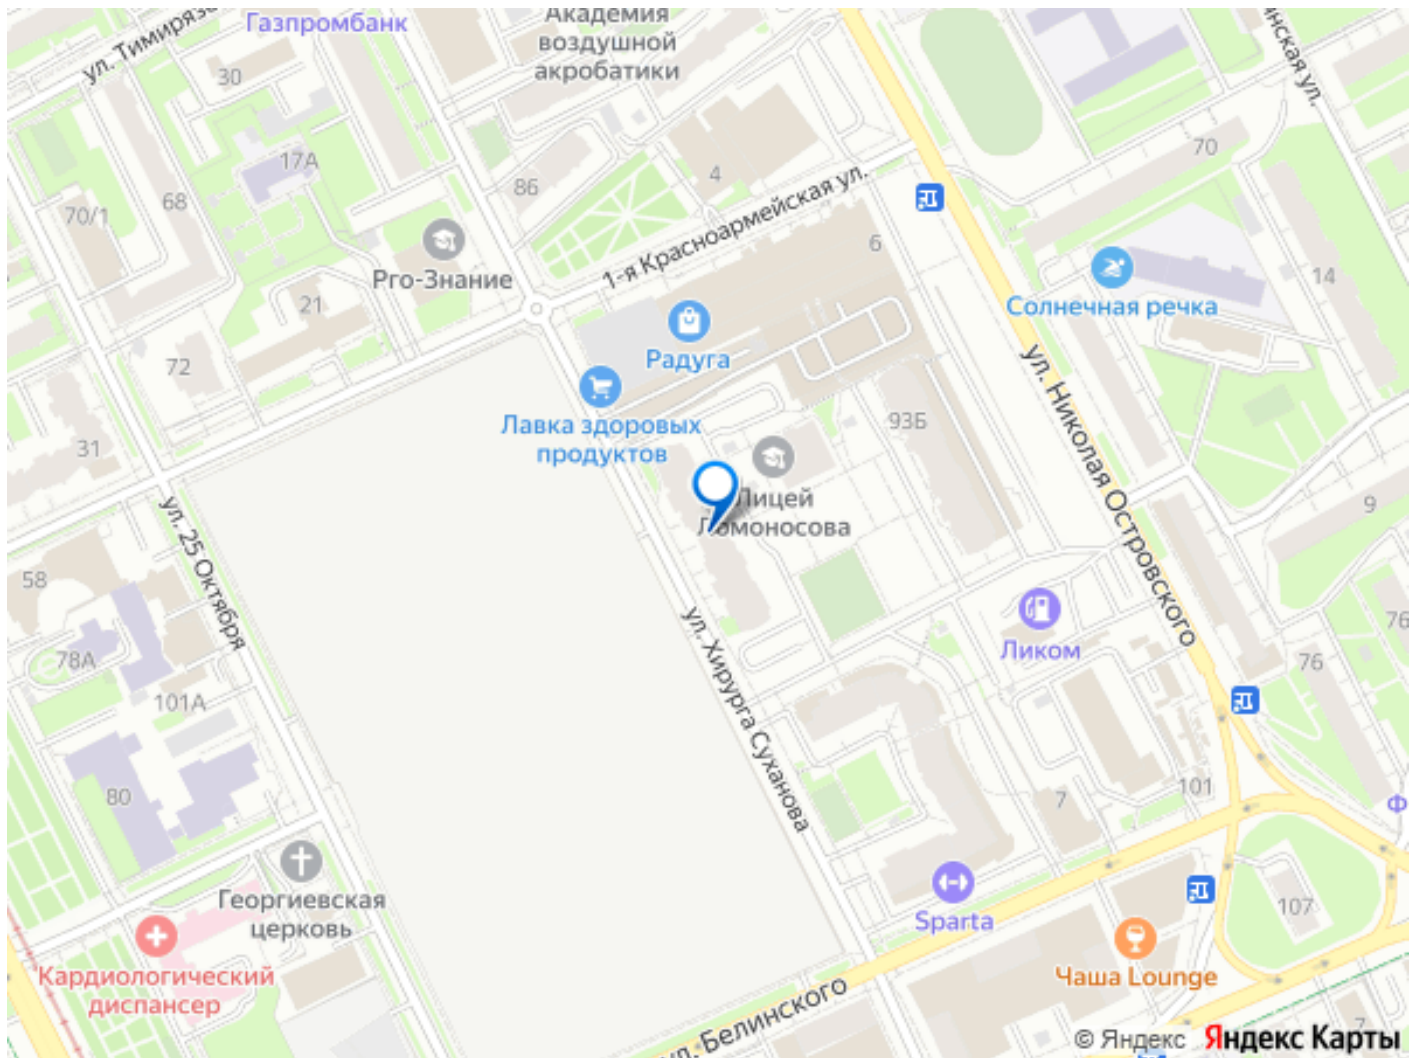 Газпромбанк
Академия
воздушной
акробатики
ул. Тимиряз
30
17А
68
70/1
86
4
70
1-я Красноармейская ул.
6
Рго-Знание
21
Солнечная речка
14
Радуга
72
Лавка здоровых
продуктов
93Б
31
ул. Николая Островского
Лицей
Ломоносова
9
ул. 25 Октября
58
78А
101А
Ликом
76
76
ул. Хирурга Суханова
80
7
101
Ф
Георгиевская
церковь
Sparta
107
Кардиологический
диспансер
Чаша Lounge
ул. Белинского
7
© Яндекс Яндекс Карты